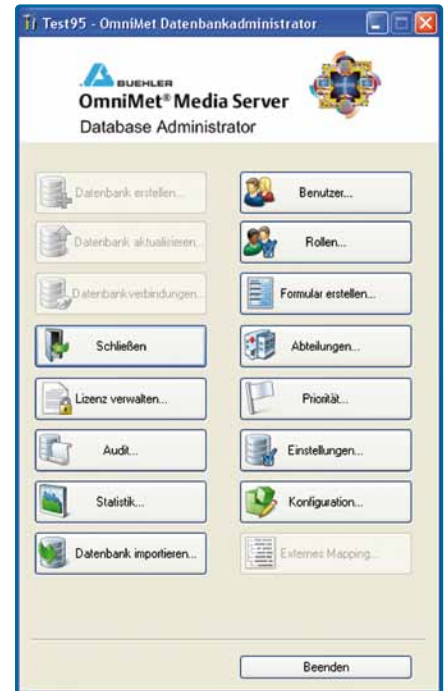 Test95 - OmniMet Datenbankadministrator
BUEHLER
OmniMet® Media Server
Database Administrator
Datenbank erstellen...
Benutzer...
Datenbank aktualisieren...
Rollen...
Datenbankverbindungen...
Formular erstellen...
Schließen
Abteilungen...
Lizenz verwalten...
Priorität...
Audit...
Einstellungen...
Statistik...
Konfiguration...
Datenbank importieren...
Externes Mapping...
Beenden